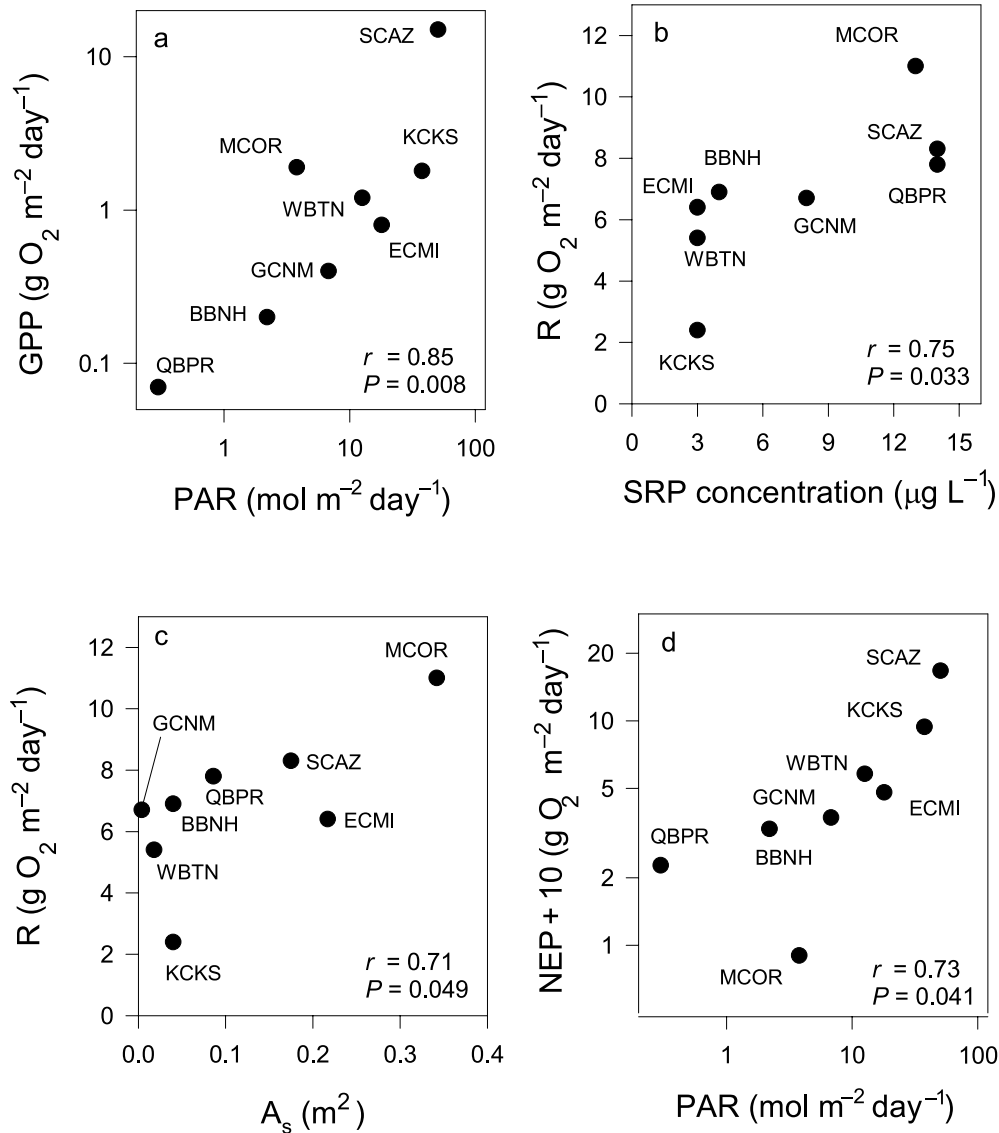 a
SCAZ
MCOR
KCKS
WBTN
ECMI
GCNM
BBNH
QBPR
r = 0.85
P = 0.008
10
1
0.1
GPP (g O₂ m⁻² day⁻¹)
1 10 100
PAR (mol m⁻² day⁻¹)
b
MCOR
SCAZ
BBNH
ECMI
QBPR
GCNM
WBTN
KCKS
r = 0.75
P = 0.033
12
10
8
6
4
2
0
R (g O₂ m⁻² day⁻¹)
0 3 6 9 12 15
SRP concentration (μg L⁻¹)
c
MCOR
GCNM
SCAZ
QBPR
BBNH
ECMI
WBTN
KCKS
r = 0.71
P = 0.049
12
10
8
6
4
2
0
R (g O₂ m⁻² day⁻¹)
0.0 0.1 0.2 0.3 0.4
Aₛ (m²)
d
SCAZ
KCKS
WBTN
GCNM
ECMI
QBPR
BBNH
MCOR
r = 0.73
P = 0.041
20
10
5
2
1
NEP + 10 (g O₂ m⁻² day⁻¹)
1 10 100
PAR (mol m⁻² day⁻¹)